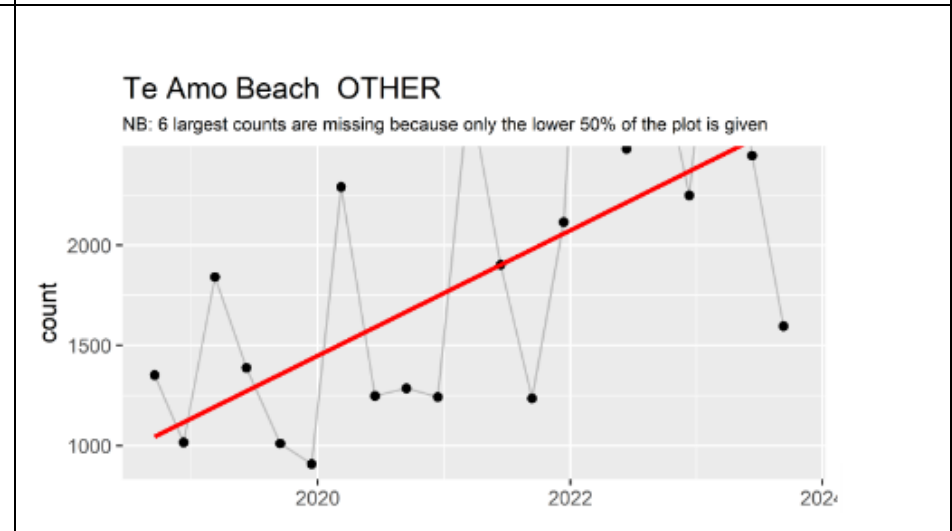 Te Amo Beach OTHER
NB: 6 largest counts are missing because only the lower 50% of the plot is given
2000
count
1500
1000
2020 2022